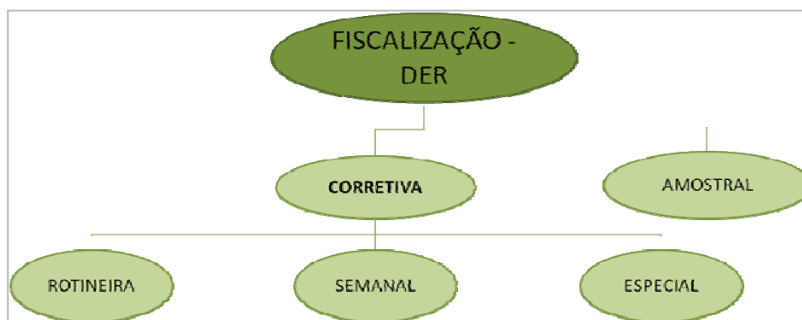 FISCALIZAÇÃO -
DER
CORRETIVA
AMOSTRAL
ROTINEIRA
SEMANAL
ESPECIAL